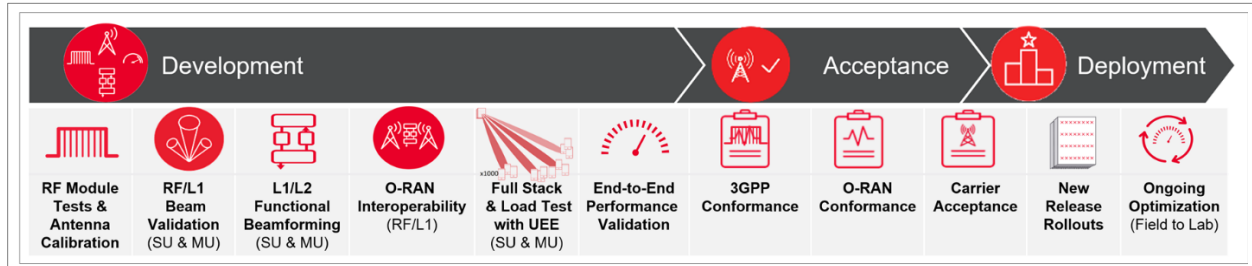 Development
Acceptance
Deployment
x1000
RF Module
Tests &
Antenna
Calibration
RF/L1
Beam
Validation
(SU & MU)
L1/L2
Functional
Beamforming
(SU & MU)
O-RAN
Interoperability
(RF/L1)
Full Stack
& Load Test
with UEE
(SU & MU)
End-to-End
Performance
Validation
3GPP
Conformance
O-RAN
Conformance
Carrier
Acceptance
New
Release
Rollouts
Ongoing
Optimization
(Field to Lab)